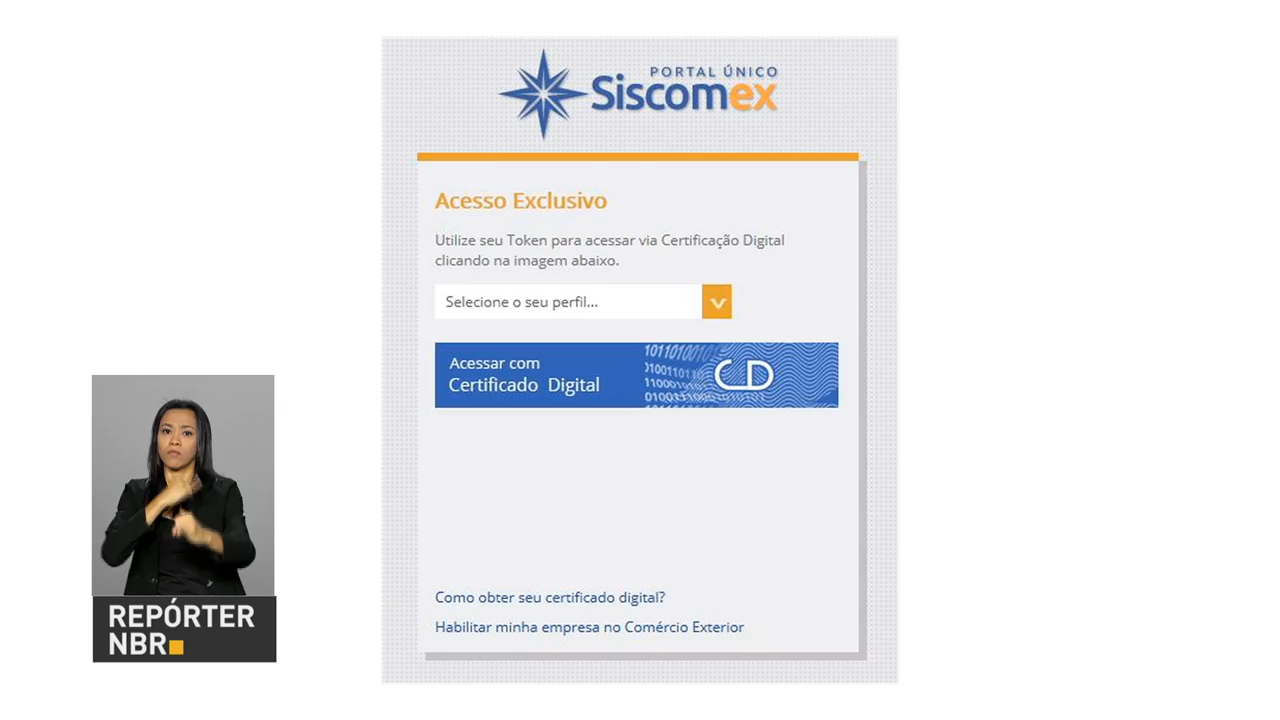 PORTAL ÚNICO
Siscomex
Acesso Exclusivo
Utilize seu Token para acessar via Certificação Digital
clicando na imagem abaixo.
Selecione o seu perfil...
Acessar com
Certificado Digital
CD
Como obter seu certificado digital?
Habilitar minha empresa no Comércio Exterior
REPÓRTER
NBR